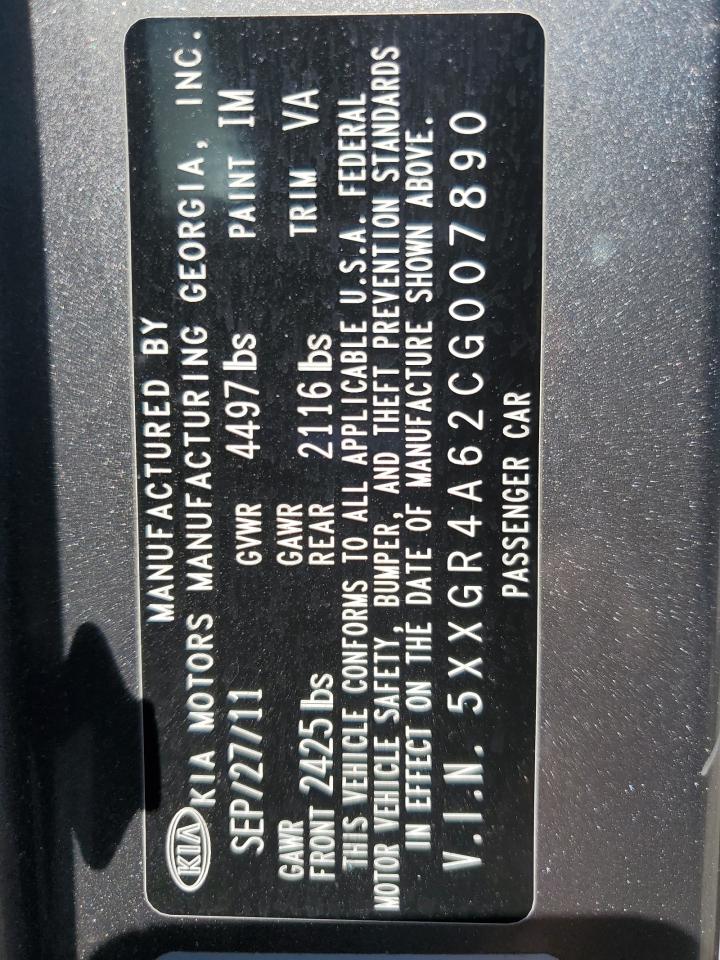 MANUFACTURED BY
KIA KIA MOTORS MANUFACTURING GEORGIA, INC.
SEP/27/11 GVWR 4497 lbs PAINT IM
GAWR GAWR
FRONT 2425 lbs REAR 2116 lbs TRIM VA
THIS VEHICLE CONFORMS TO ALL APPLICABLE U.S.A. FEDERAL
MOTOR VEHICLE SAFETY, BUMPER, AND THEFT PREVENTION STANDARDS
IN EFFECT ON THE DATE OF MANUFACTURE SHOWN ABOVE.
V.I.N. 5XXGR4A62CG007890
PASSENGER CAR